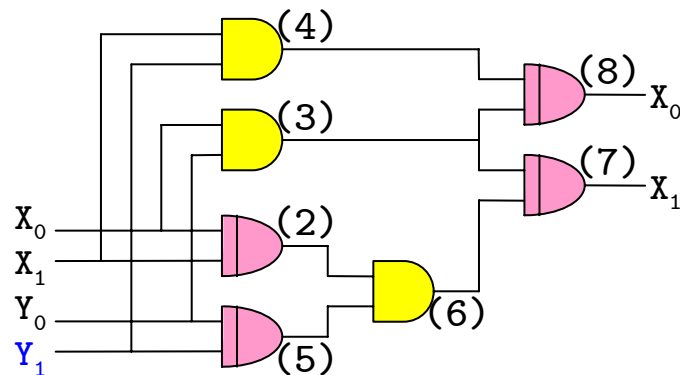 (4)
(8)
X₀
(3)
(7)
X₁
X₀
(2)
X₁
Y₀
(6)
Y₁
(5)